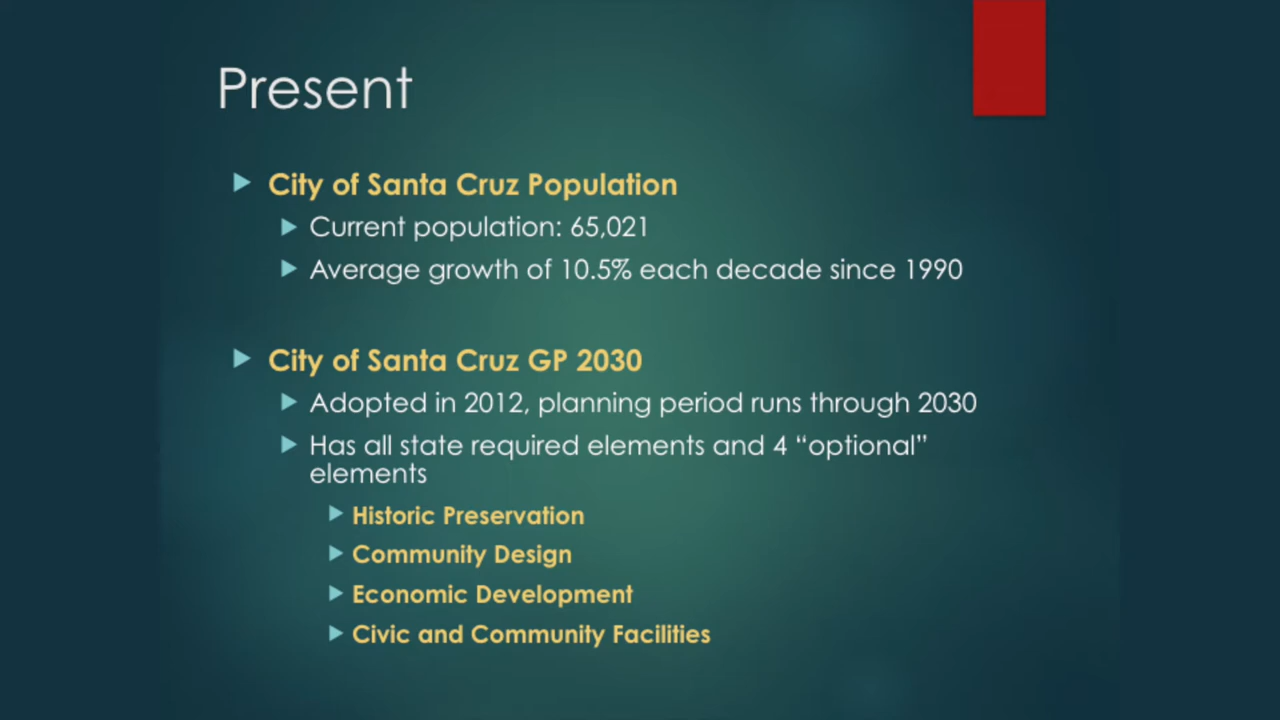 Present
City of Santa Cruz Population
Current population: 65,021
Average growth of 10.5% each decade since 1990
City of Santa Cruz GP 2030
Adopted in 2012, planning period runs through 2030
Has all state required elements and 4 “optional”
elements
Historic Preservation
Community Design
Economic Development
Civic and Community Facilities